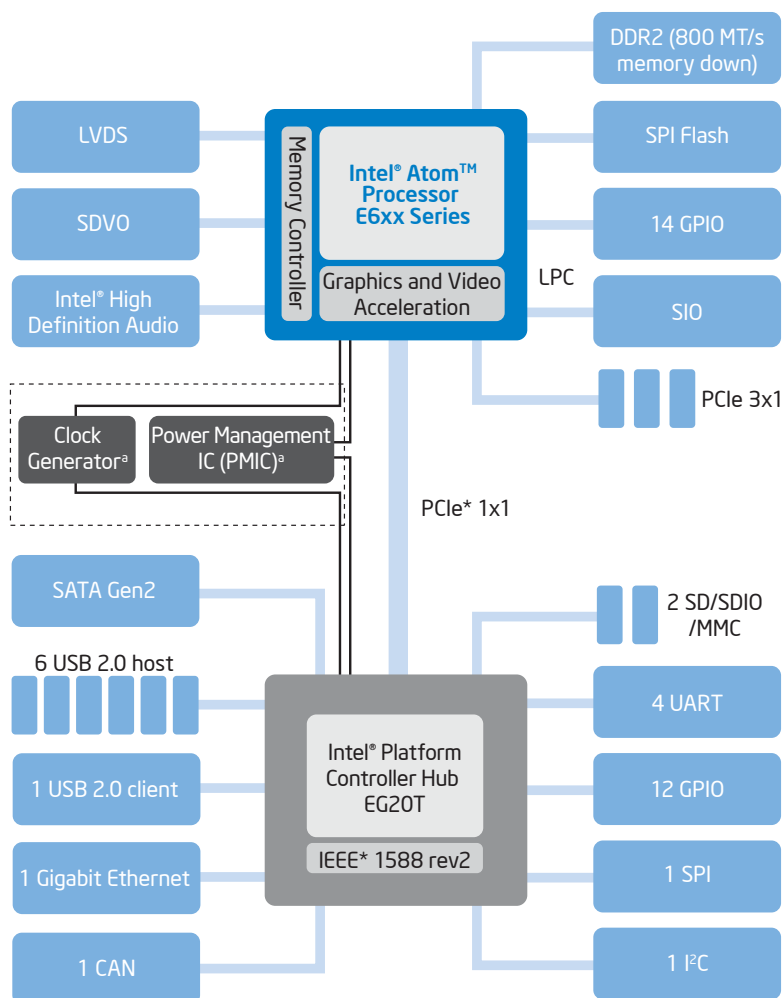 DDR2 (800 MT/s
memory down)
LVDS
SPI Flash
SDVO
14 GPIO
Intel® High
Definition Audio
Memory Controller
Intel® Atom™
Processor
E6xx Series
Graphics and Video
Acceleration
LPC
SIO
PCIe 3x1
Clock
Generatorᵃ
Power Management
IC (PMIC)ᵃ
PCIe* 1x1
SATA Gen2
2 SD/SDIO
/MMC
6 USB 2.0 host
4 UART
1 USB 2.0 client
Intel® Platform
Controller Hub
EG20T
IEEE* 1588 rev2
12 GPIO
1 Gigabit Ethernet
1 SPI
1 CAN
1 I²C